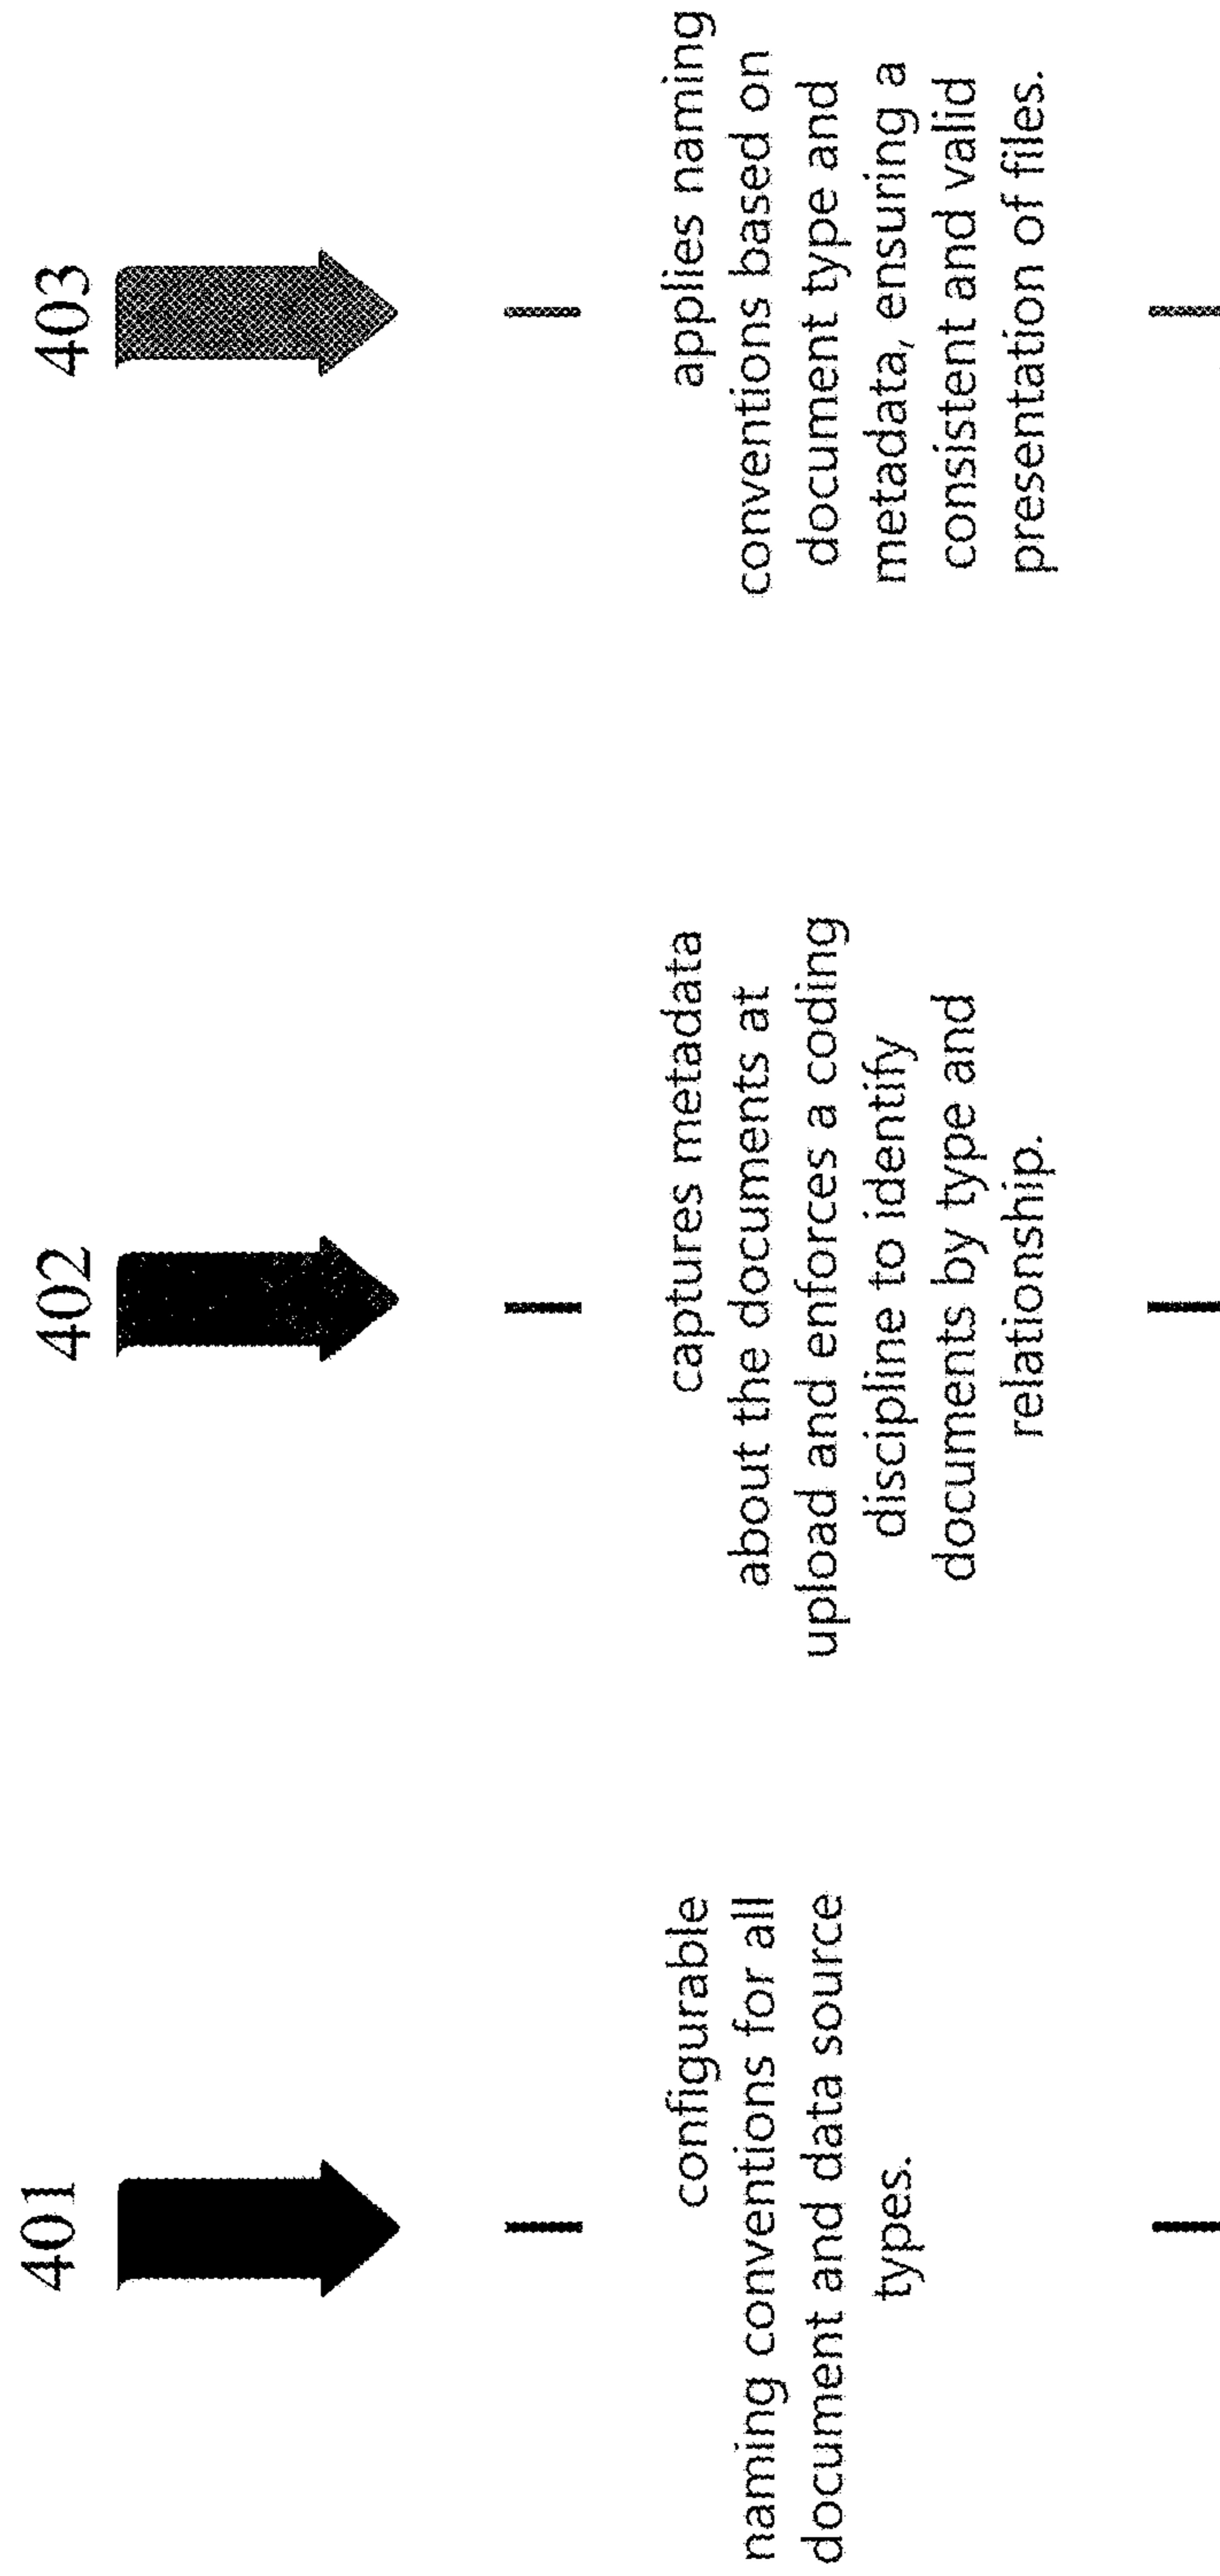 401
configurable
naming conventions for all
document and data source
types.
402
captures metadata
about the documents at
upload and enforces a coding
discipline to identify
documents by type and
relationship.
403
applies naming
conventions based on
document type and
metadata, ensuring a
consistent and valid
presentation of files.